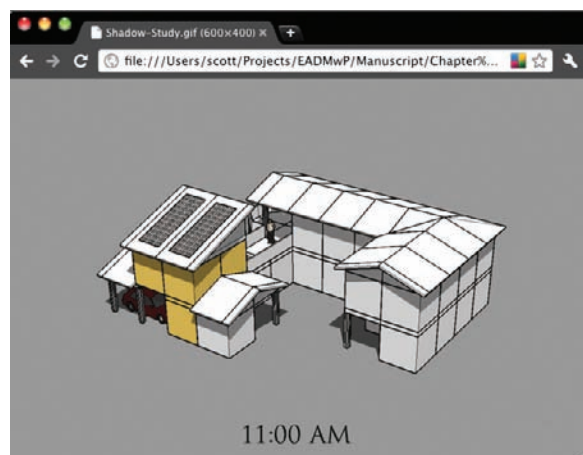 Shadow-Study.gif (600×400) ×
file:///Users/scott/Projects/EADMwP/Manuscript/Chapter%...
11:00 AM